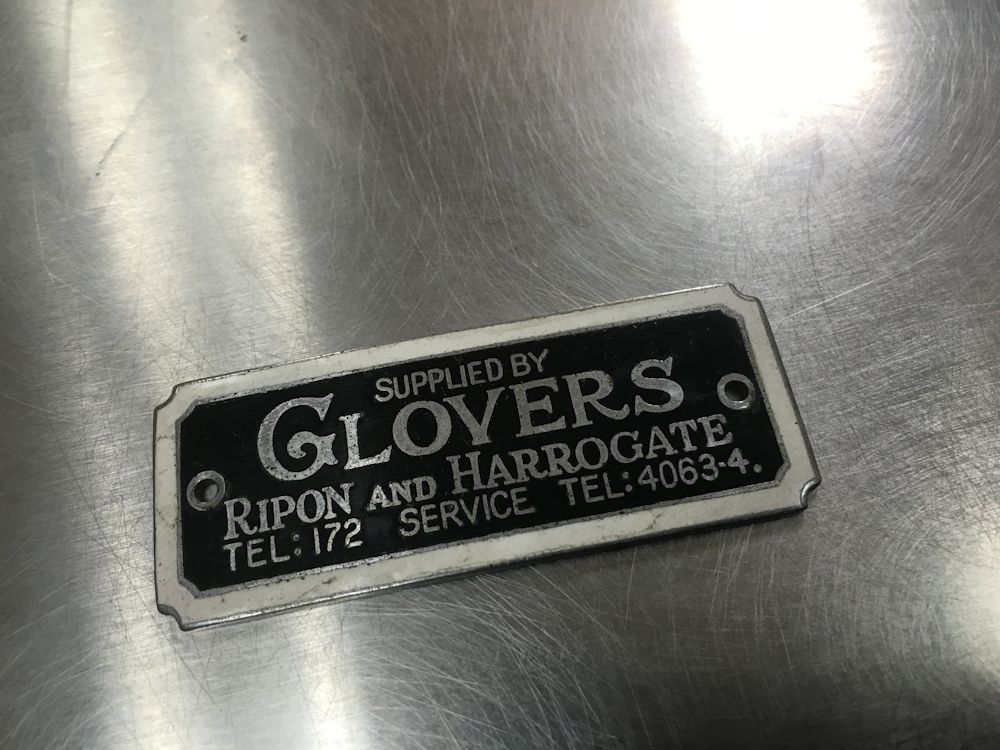 SUPPLIED BY
GLOVERS
RIPON AND HARROGATE
TEL: 172 SERVICE TEL: 4063-4.